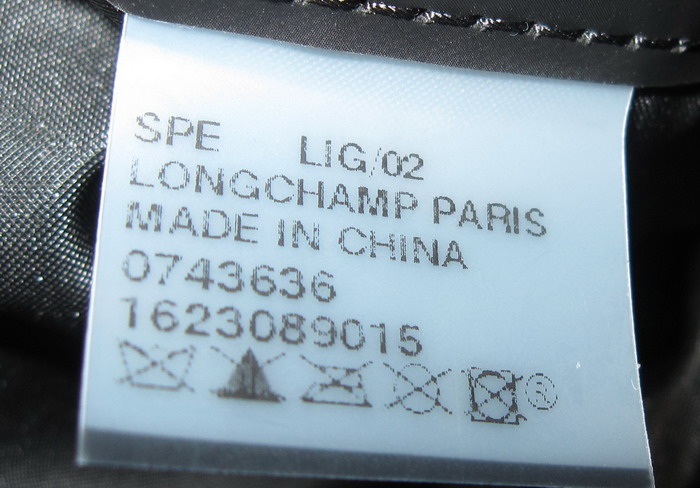 SPE LIG/02
LONGCHAMP PARIS
MADE IN CHINA
0743636
1623089015
®